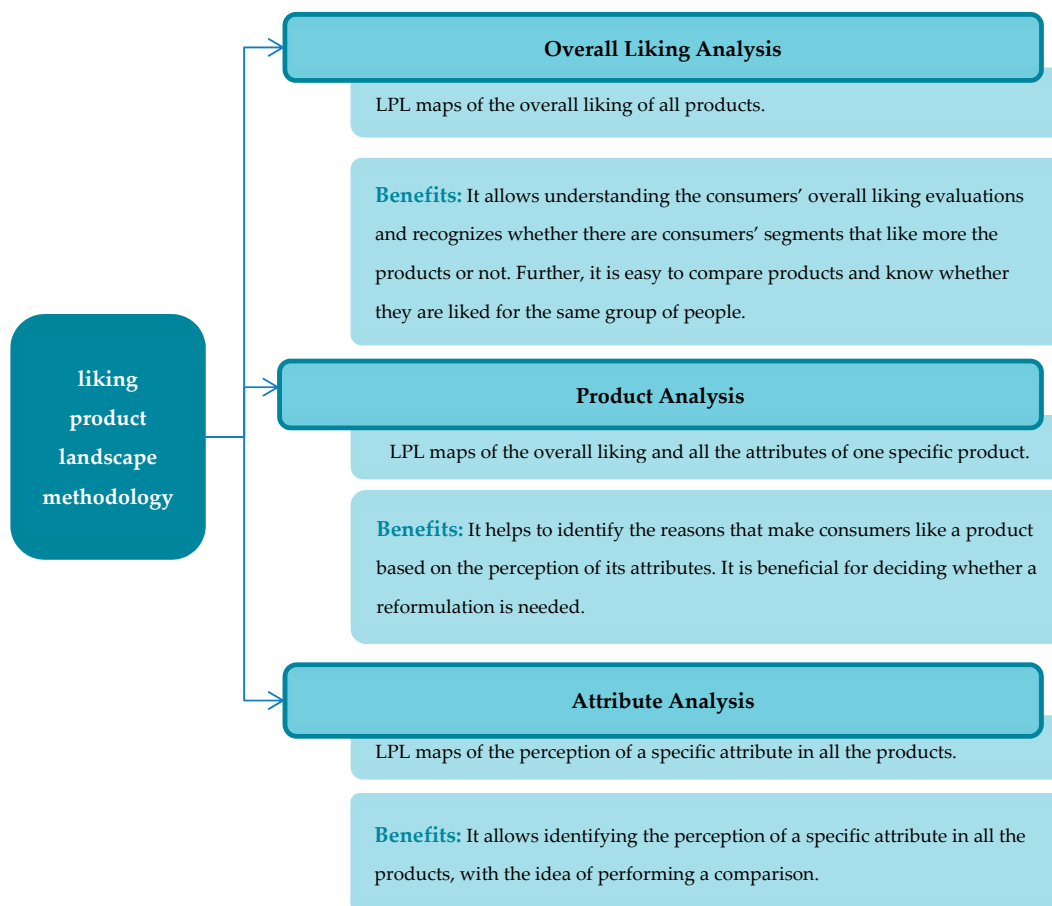 liking
product
landscape
methodology
Overall Liking Analysis
LPL maps of the overall liking of all products.
Benefits: It allows understanding the consumers’ overall liking evaluations
and recognizes whether there are consumers’ segments that like more the
products or not. Further, it is easy to compare products and know whether
they are liked for the same group of people.
Product Analysis
LPL maps of the overall liking and all the attributes of one specific product.
Benefits: It helps to identify the reasons that make consumers like a product
based on the perception of its attributes. It is beneficial for deciding whether a
reformulation is needed.
Attribute Analysis
LPL maps of the perception of a specific attribute in all the products.
Benefits: It allows identifying the perception of a specific attribute in all the
products, with the idea of performing a comparison.